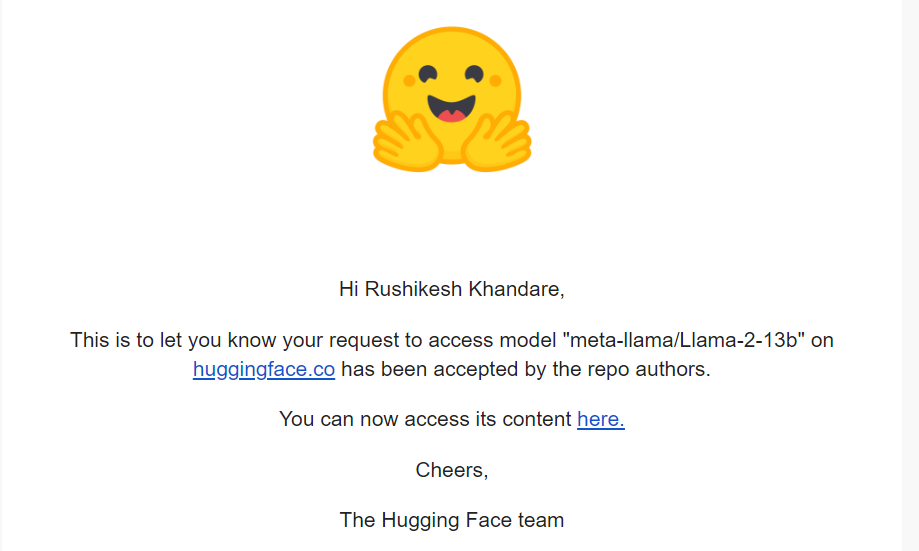 Hi Rushikesh Khandare,
This is to let you know your request to access model "meta-llama/Llama-2-13b" on
huggingface.co has been accepted by the repo authors.
You can now access its content here.
Cheers,
The Hugging Face team